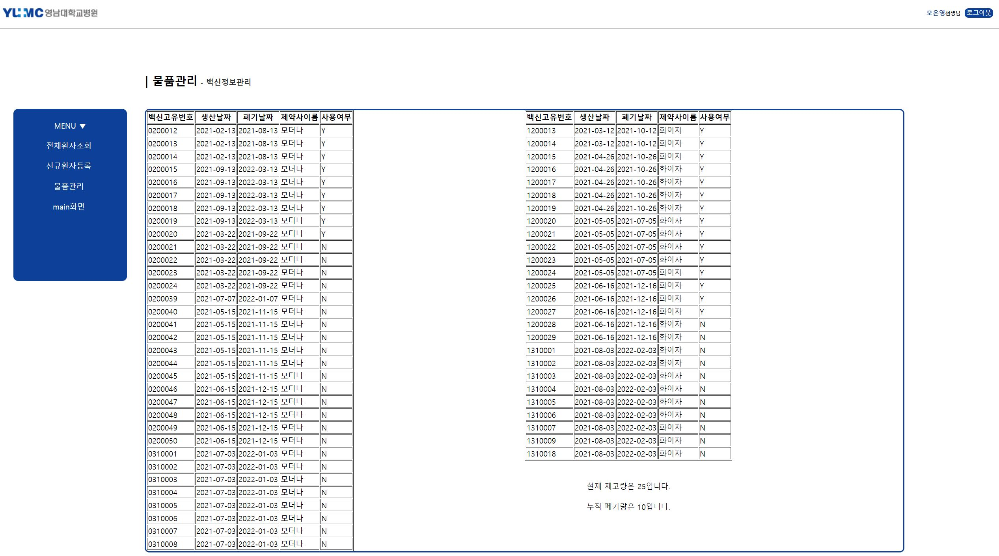 YUMC 영남대학교병원
오은영선생님 로그아웃
| 물품관리 - 백신정보관리
MENU ▼
전체환자조회
신규환자등록
물품관리
main화면
백신고유번호 생산날짜 폐기날짜 제약사이름 사용여부
0200012 2021-02-13 2021-08-13 모더나 Y
0200013 2021-02-13 2021-08-13 모더나 Y
0200014 2021-02-13 2021-08-13 모더나 Y
0200015 2021-09-13 2022-03-13 모더나 Y
0200016 2021-09-13 2022-03-13 모더나 Y
0200017 2021-09-13 2022-03-13 모더나 Y
0200018 2021-09-13 2022-03-13 모더나 Y
0200019 2021-09-13 2022-03-13 모더나 Y
0200020 2021-03-22 2021-09-22 모더나 Y
0200021 2021-03-22 2021-09-22 모더나 N
0200022 2021-03-22 2021-09-22 모더나 N
0200023 2021-03-22 2021-09-22 모더나 N
0200024 2021-03-22 2021-09-22 모더나 N
0200039 2021-07-07 2022-01-07 모더나 N
0200040 2021-05-15 2021-11-15 모더나 N
0200041 2021-05-15 2021-11-15 모더나 N
0200042 2021-05-15 2021-11-15 모더나 N
0200043 2021-05-15 2021-11-15 모더나 N
0200044 2021-05-15 2021-11-15 모더나 N
0200045 2021-05-15 2021-11-15 모더나 N
0200046 2021-06-15 2021-12-15 모더나 N
0200047 2021-06-15 2021-12-15 모더나 N
0200048 2021-06-15 2021-12-15 모더나 N
0200049 2021-06-15 2021-12-15 모더나 N
0200050 2021-06-15 2021-12-15 모더나 N
0310001 2021-07-03 2022-01-03 모더나 N
0310002 2021-07-03 2022-01-03 모더나 N
0310003 2021-07-03 2022-01-03 모더나 N
0310004 2021-07-03 2022-01-03 모더나 N
0310005 2021-07-03 2022-01-03 모더나 N
0310006 2021-07-03 2022-01-03 모더나 N
0310007 2021-07-03 2022-01-03 모더나 N
0310008 2021-07-03 2022-01-03 모더나 N
백신고유번호 생산날짜 폐기날짜 제약사이름 사용여부
1200013 2021-03-12 2021-10-12 화이자 Y
1200014 2021-03-12 2021-10-12 화이자 Y
1200015 2021-04-26 2021-10-26 화이자 Y
1200016 2021-04-26 2021-10-26 화이자 Y
1200017 2021-04-26 2021-10-26 화이자 Y
1200018 2021-04-26 2021-10-26 화이자 Y
1200019 2021-04-26 2021-10-26 화이자 Y
1200020 2021-05-05 2021-07-05 화이자 Y
1200021 2021-05-05 2021-07-05 화이자 Y
1200022 2021-05-05 2021-07-05 화이자 Y
1200023 2021-05-05 2021-07-05 화이자 Y
1200024 2021-05-05 2021-07-05 화이자 Y
1200025 2021-06-16 2021-12-16 화이자 Y
1200026 2021-06-16 2021-12-16 화이자 Y
1200027 2021-06-16 2021-12-16 화이자 Y
1200028 2021-06-16 2021-12-16 화이자 N
1200029 2021-06-16 2021-12-16 화이자 N
1310001 2021-08-03 2022-02-03 화이자 N
1310002 2021-08-03 2022-02-03 화이자 N
1310003 2021-08-03 2022-02-03 화이자 N
1310004 2021-08-03 2022-02-03 화이자 N
1310005 2021-08-03 2022-02-03 화이자 N
1310006 2021-08-03 2022-02-03 화이자 N
1310007 2021-08-03 2022-02-03 화이자 N
1310009 2021-08-03 2022-02-03 화이자 N
1310018 2021-08-03 2022-02-03 화이자 N
현재 재고량은 25입니다.
누적 폐기량은 10입니다.